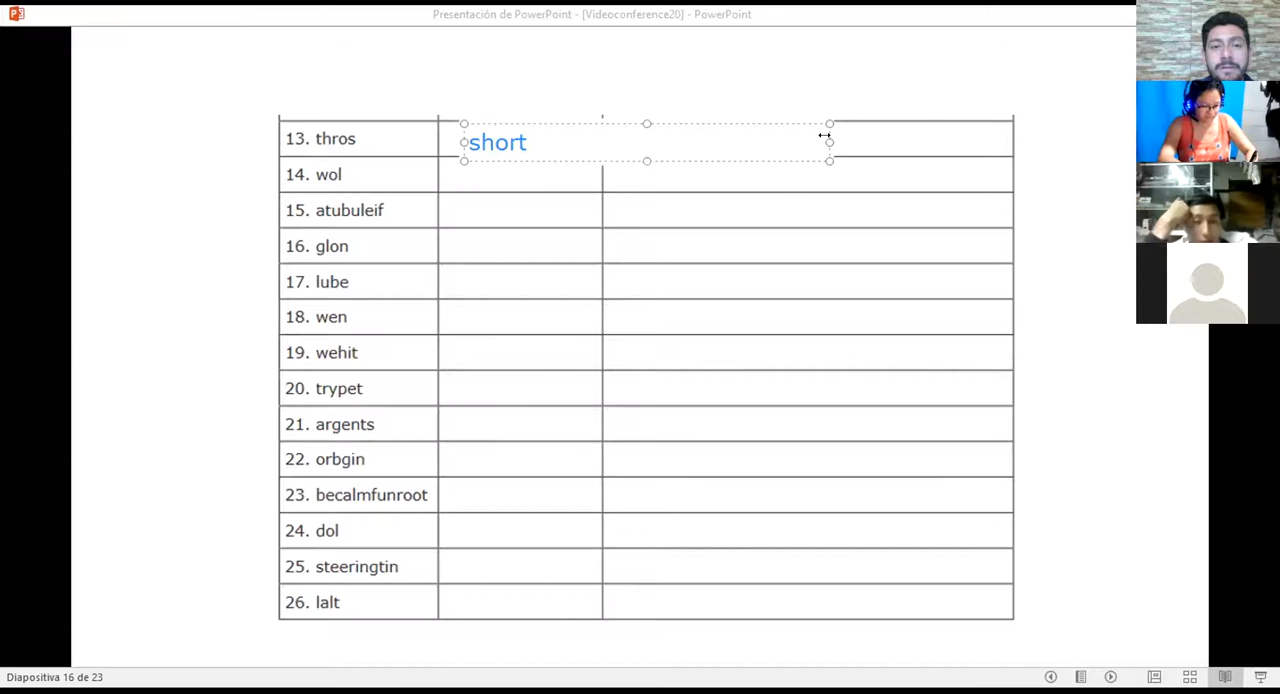 Presentación de PowerPoint - [Videoconference20] - PowerPoint
13. thros short
14. wol
15. atubuleif
16. glon
17. lube
18. wen
19. wehit
20. trypet
21. argents
22. orbgin
23. becalmfunroot
24. dol
25. steeringtin
26. lalt
Diapositiva 16 de 23